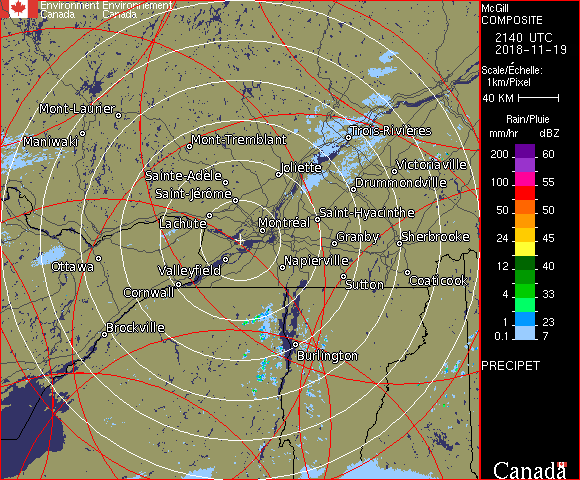 Environment Environnement
Canada Canada
McGill
COMPOSITE
2140 UTC
2018-11-19
Scale/Échelle:
1km/Pixel
40 KM
Rain/Pluie
mm/hr dBZ
200 60
100 55
50 50
24 45
12 40
4 33
1 23
0.1 7
PRECIPET
Canada
Mont-Laurier
Maniwaki
Mont-Tremblant
Trois-Rivières
Joliette
Victoriaville
Sainte-Adèle
Drummondville
Saint-Jérôme
Lachute
Saint-Hyacinthe
Montréal
Granby
Sherbrooke
Ottawa
Valleyfield
Napierville
Cornwall
Sutton
Coaticook
Brockville
Burlington